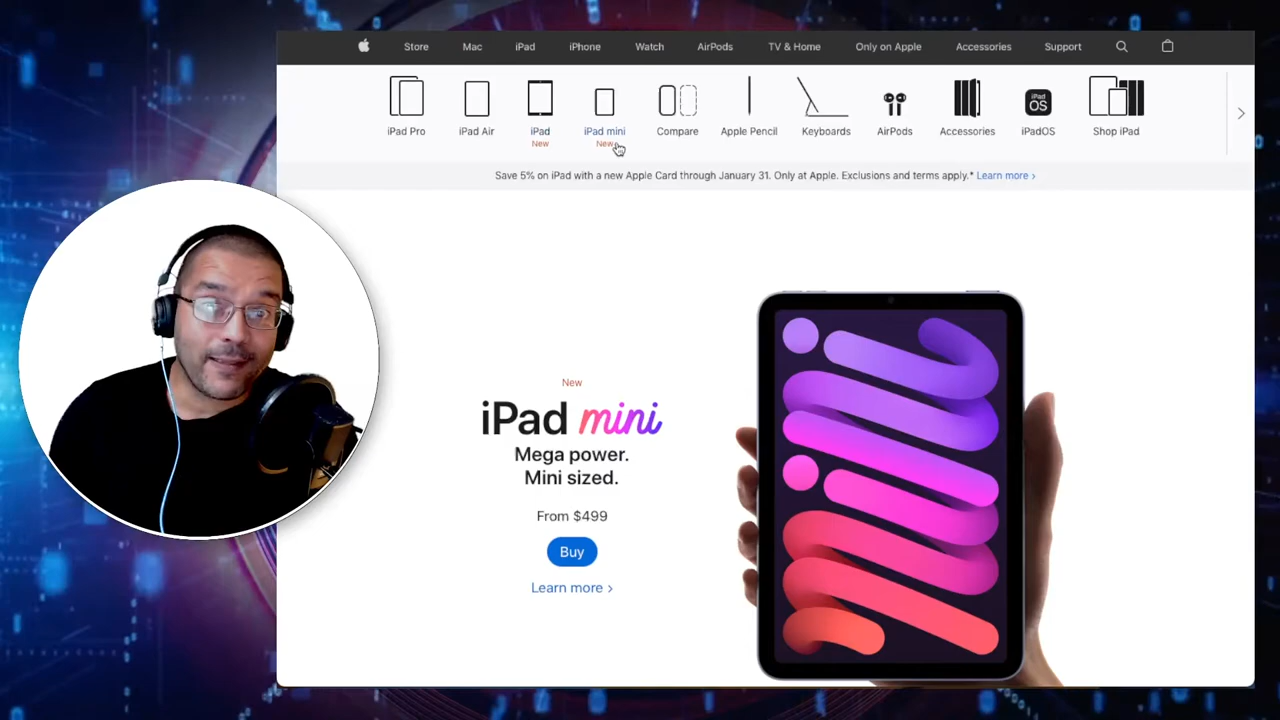 Store Mac iPad iPhone Watch AirPods TV & Home Only on Apple Accessories Support
iPad Pro iPad Air iPad iPad mini Compare Apple Pencil Keyboards AirPods Accessories iPadOS Shop iPad
New New
iPad
OS
Save 5% on iPad with a new Apple Card through January 31. Only at Apple. Exclusions and terms apply.* Learn more >
New
iPad mini
Mega power.
Mini sized.
From $499
Buy
Learn more >